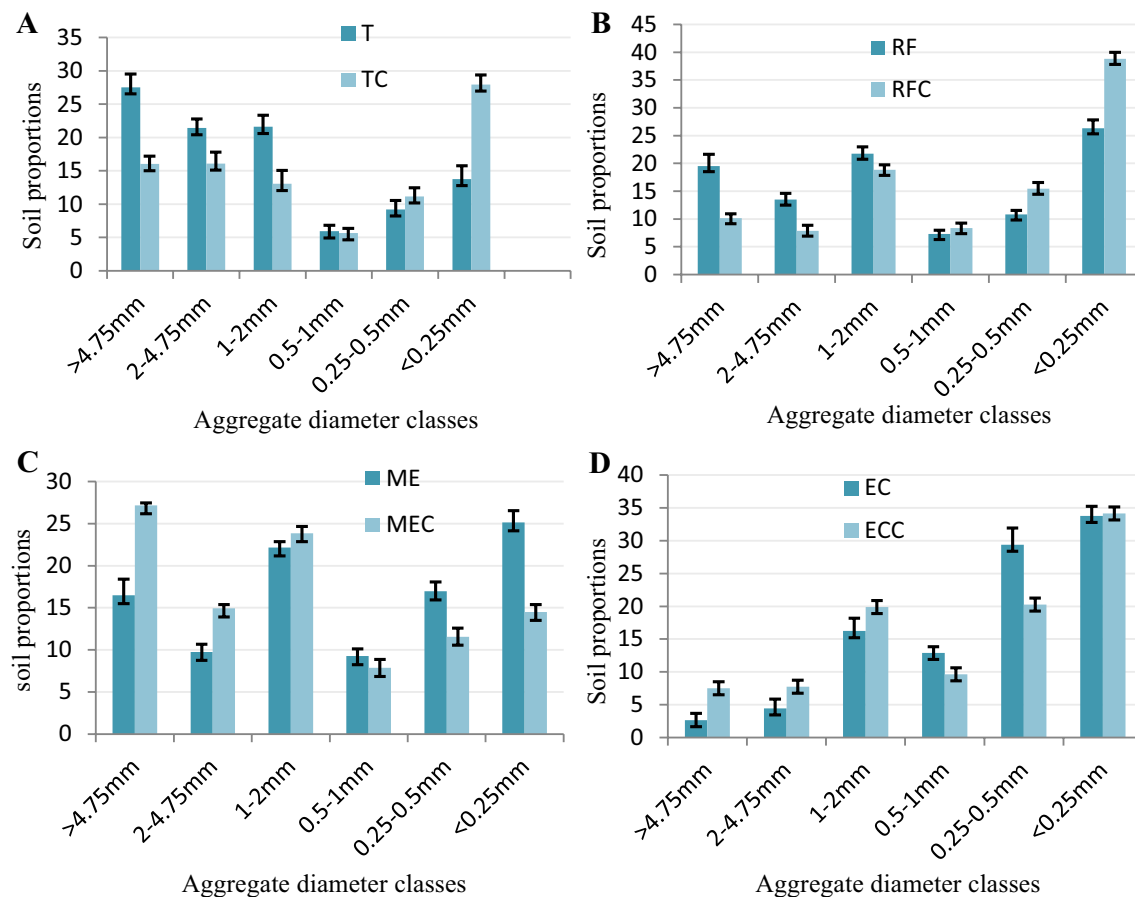 A
T
TC
35
30
25
20
15
10
5
0
Soil proportions
>4.75mm
2-4.75mm
1-2mm
0.5-1mm
0.25-0.5mm
<0.25mm
Aggregate diameter classes
B
RF
RFC
45
40
35
30
25
20
15
10
5
0
Soil proportions
>4.75mm
2-4.75mm
1-2mm
0.5-1mm
0.25-0.5mm
<0.25mm
Aggregate diameter classes
C
ME
MEC
30
25
20
15
10
5
0
soil proportions
>4.75mm
2-4.75mm
1-2mm
0.5-1mm
0.25-0.5mm
<0.25mm
Aggregate diameter classes
D
EC
ECC
40
35
30
25
20
15
10
5
0
Soil proportions
>4.75mm
2-4.75mm
1-2mm
0.5-1mm
0.25-0.5mm
<0.25mm
Aggregate diameter classes